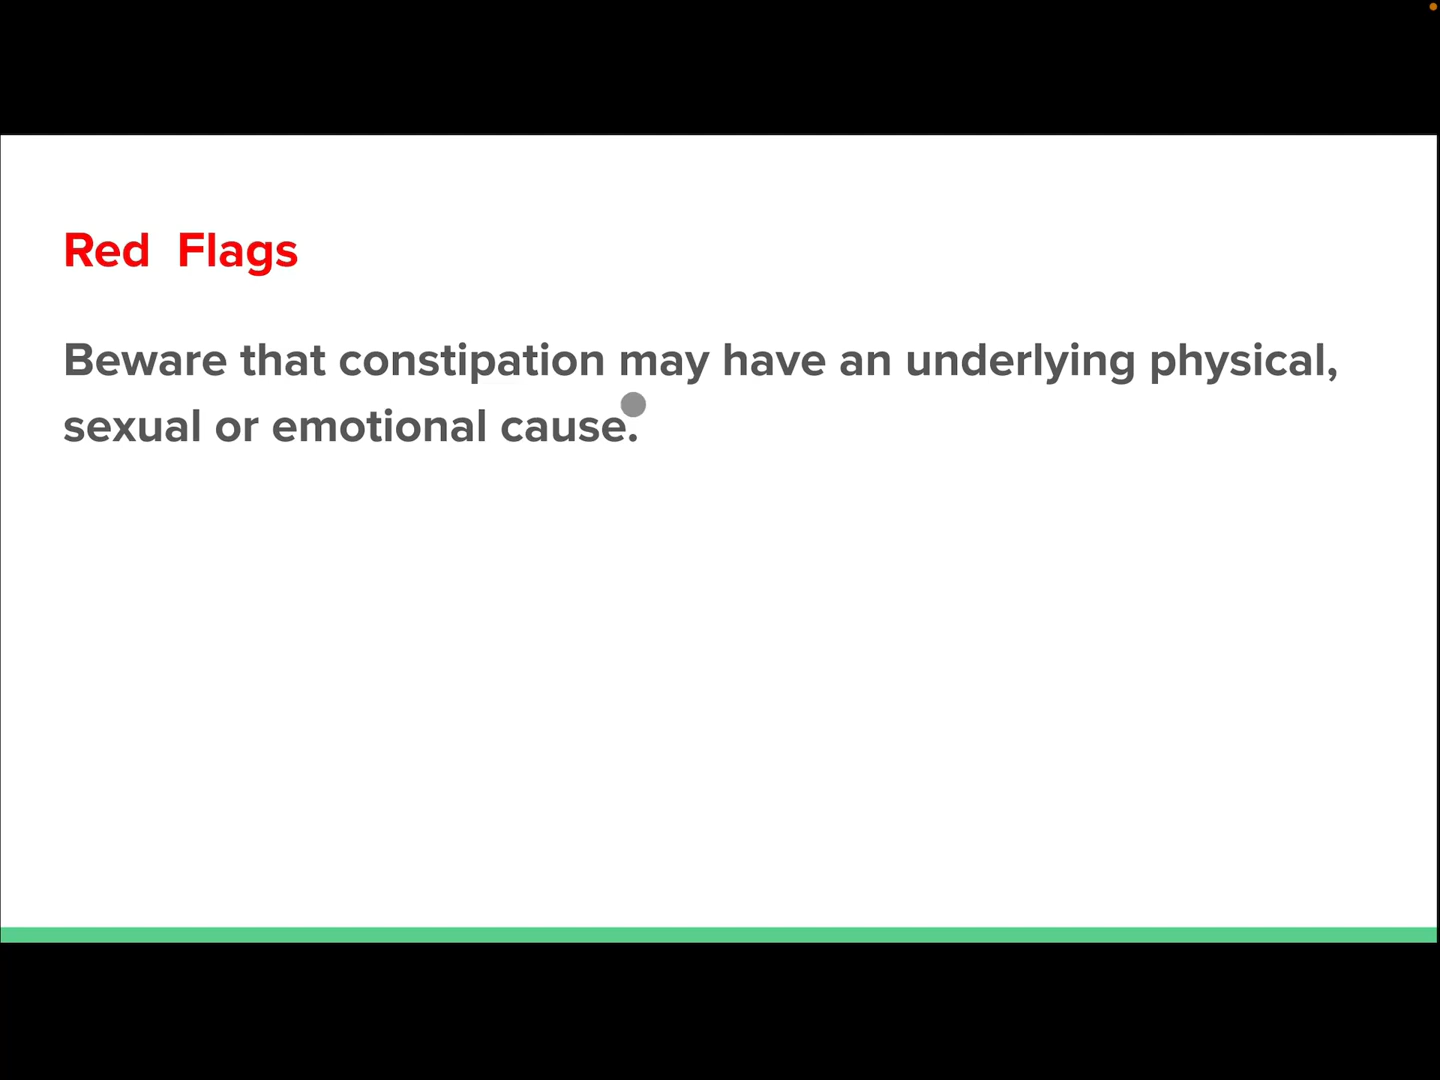 Red  Flags
Beware that constipation may have an underlying physical,
sexual or emotional cause.